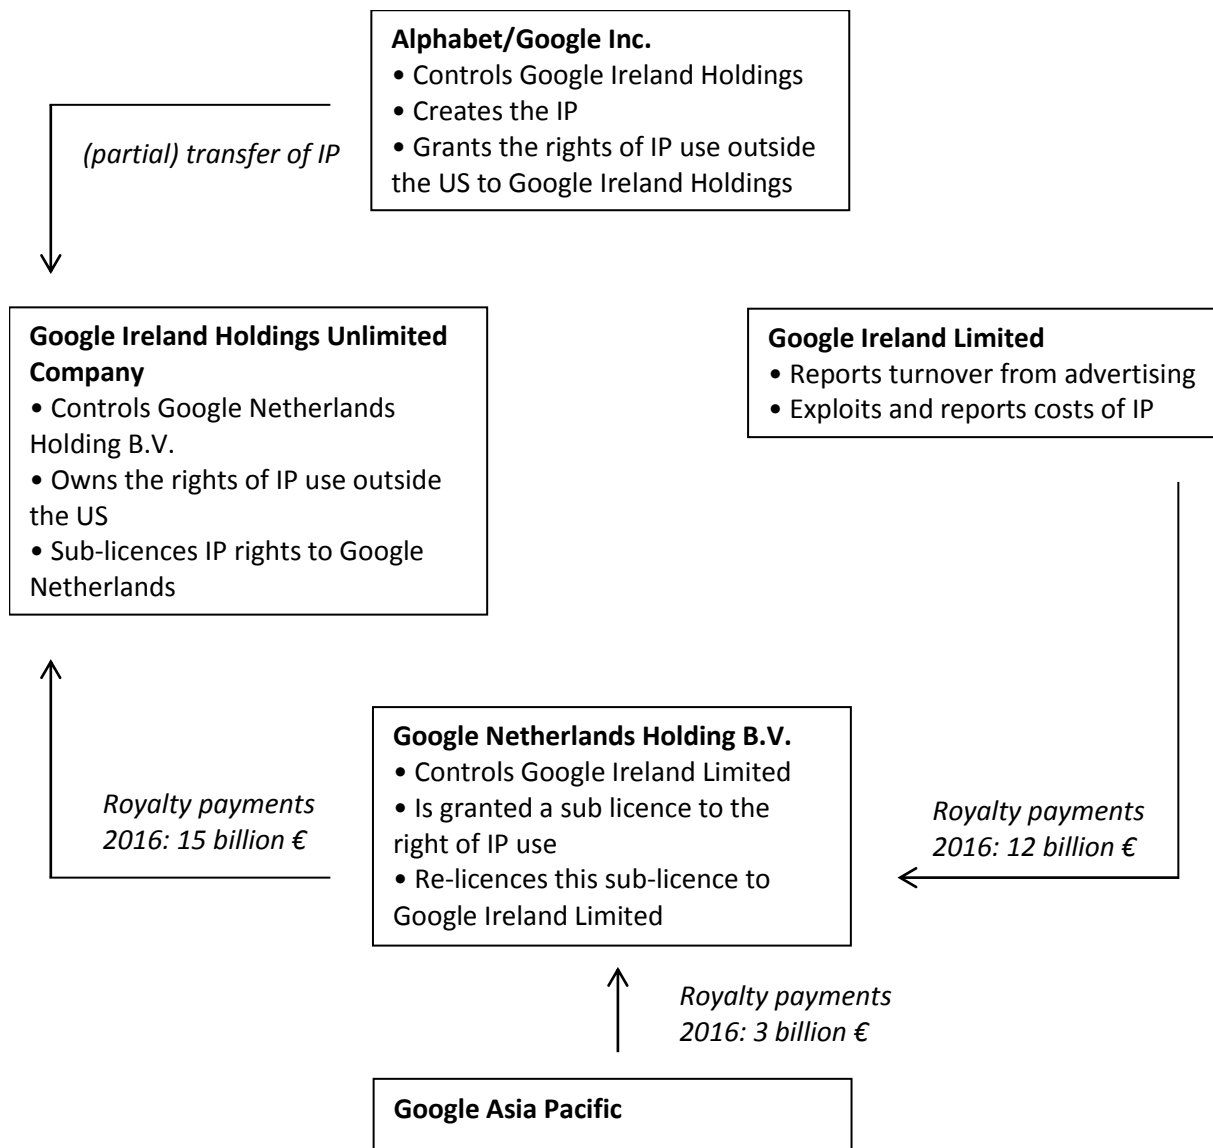 Alphabet/Google Inc.
• Controls Google Ireland Holdings
• Creates the IP
• Grants the rights of IP use outside
the US to Google Ireland Holdings
(partial) transfer of IP
Google Ireland Holdings Unlimited
Company
• Controls Google Netherlands
Holding B.V.
• Owns the rights of IP use outside
the US
• Sub-licences IP rights to Google
Netherlands
Google Ireland Limited
• Reports turnover from advertising
• Exploits and reports costs of IP
Google Netherlands Holding B.V.
• Controls Google Ireland Limited
• Is granted a sub licence to the
right of IP use
• Re-licences this sub-licence to
Google Ireland Limited
Royalty payments
2016: 15 billion €
Royalty payments
2016: 12 billion €
Royalty payments
2016: 3 billion €
Google Asia Pacific